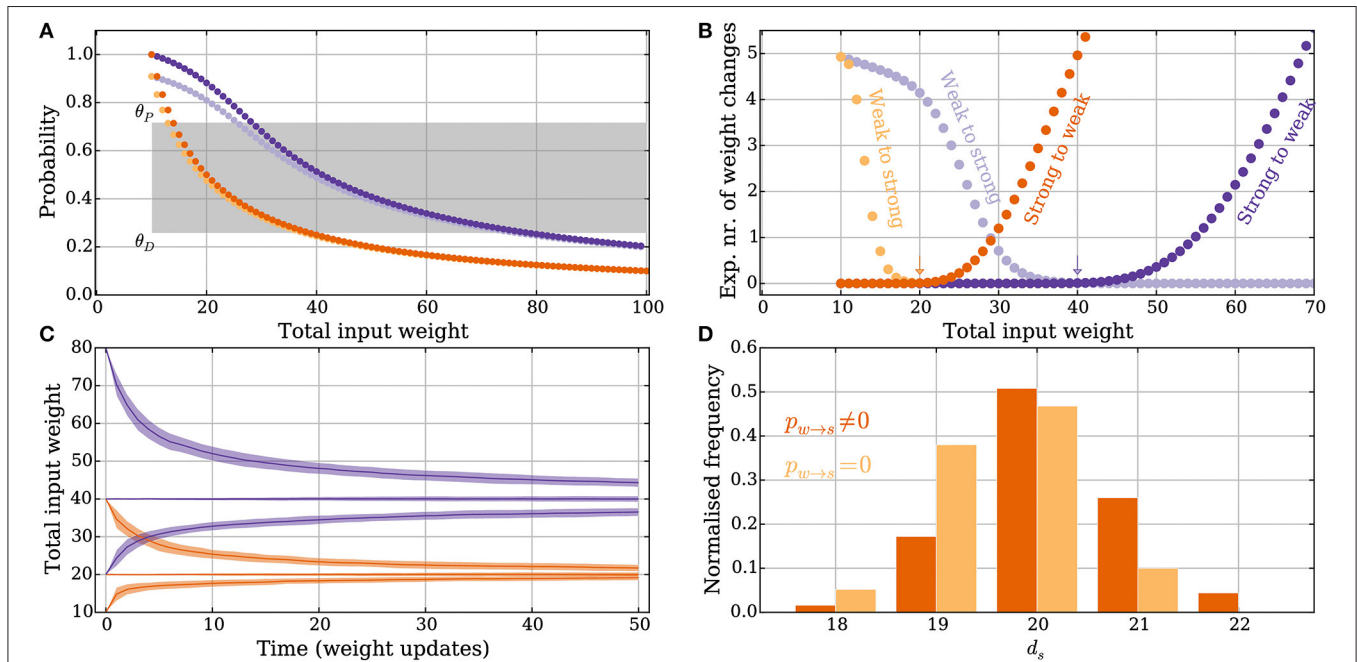 A
Probability
1.0
0.8
0.6
0.4
0.2
0.0
θ_P
θ_D
0 20 40 60 80 100
Total input weight
B
Exp. nr. of weight changes
5
4
3
2
1
0
Weak to strong
Weak to strong
Strong to weak
Strong to weak
0 10 20 30 40 50 60 70
Total input weight
C
Total input weight
80
70
60
50
40
30
20
10
0 10 20 30 40 50
Time (weight updates)
D
Normalised frequency
0.6
0.5
0.4
0.3
0.2
0.1
0.0
p_{w→s}≠0
p_{w→s}=0
18 19 20 21 22
d_s